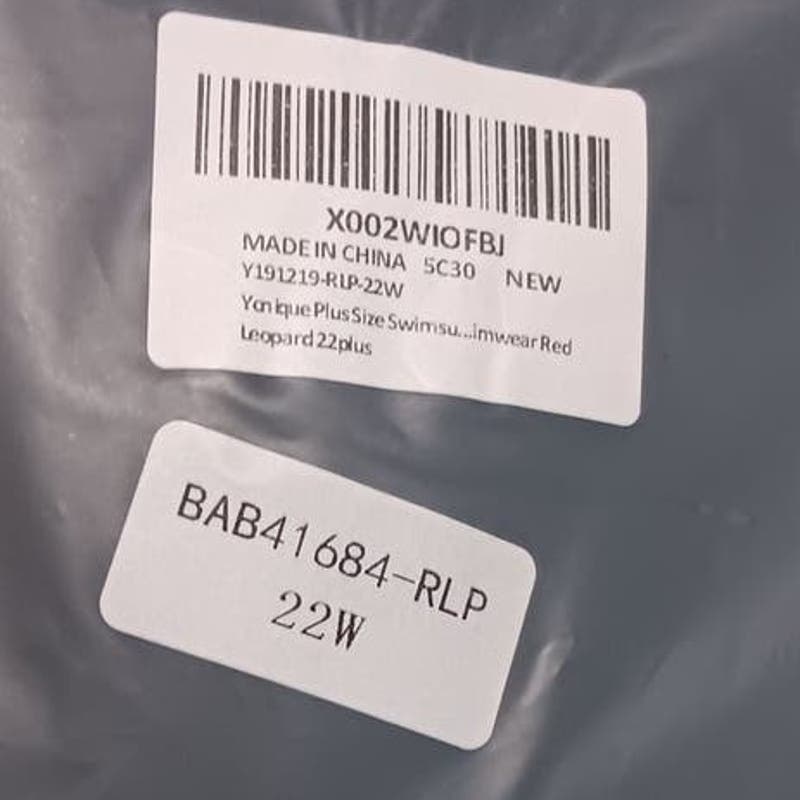 X002WIOFBJ
MADE IN CHINA 5C30 NEW
Y191219-RLP-22W
Yonique Plus Size Swimsu...imwear Red
Leopard 22plus
BAB41684-RLP
22W